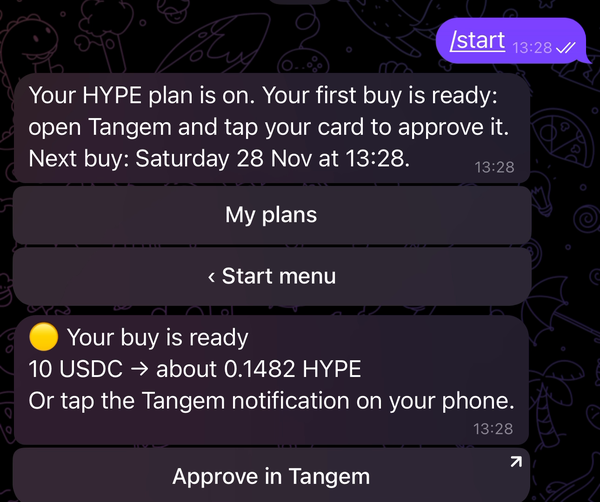 /start 13:28
Your HYPE plan is on. Your first buy is ready:
open Tangem and tap your card to approve it.
Next buy: Saturday 28 Nov at 13:28.
13:28
My plans
‹ Start menu
🟡 Your buy is ready
10 USDC → about 0.1482 HYPE
Or tap the Tangem notification on your phone.
13:28
Approve in Tangem